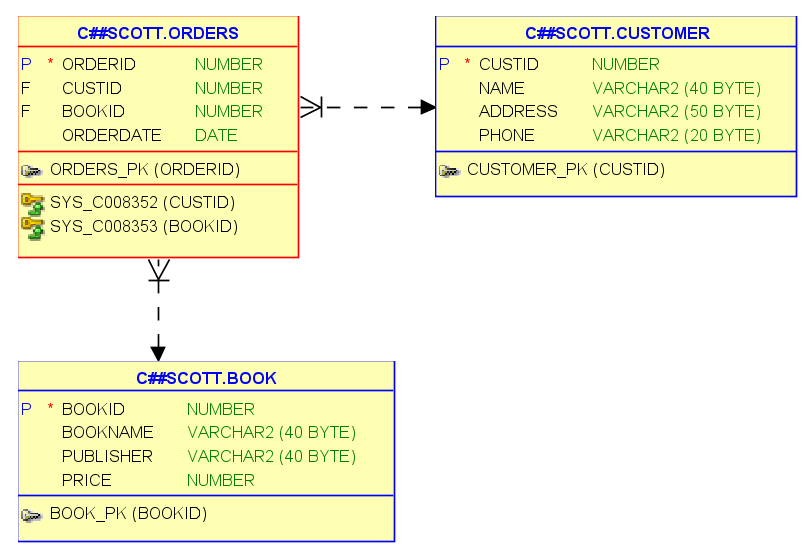 C##SCOTT.ORDERS
P * ORDERID NUMBER
F CUSTID NUMBER
F BOOKID NUMBER
ORDERDATE DATE
ORDERS_PK (ORDERID)
SYS_C008352 (CUSTID)
SYS_C008353 (BOOKID)
C##SCOTT.CUSTOMER
P * CUSTID NUMBER
NAME VARCHAR2 (40 BYTE)
ADDRESS VARCHAR2 (50 BYTE)
PHONE VARCHAR2 (20 BYTE)
CUSTOMER_PK (CUSTID)
C##SCOTT.BOOK
P * BOOKID NUMBER
BOOKNAME VARCHAR2 (40 BYTE)
PUBLISHER VARCHAR2 (40 BYTE)
PRICE NUMBER
BOOK_PK (BOOKID)